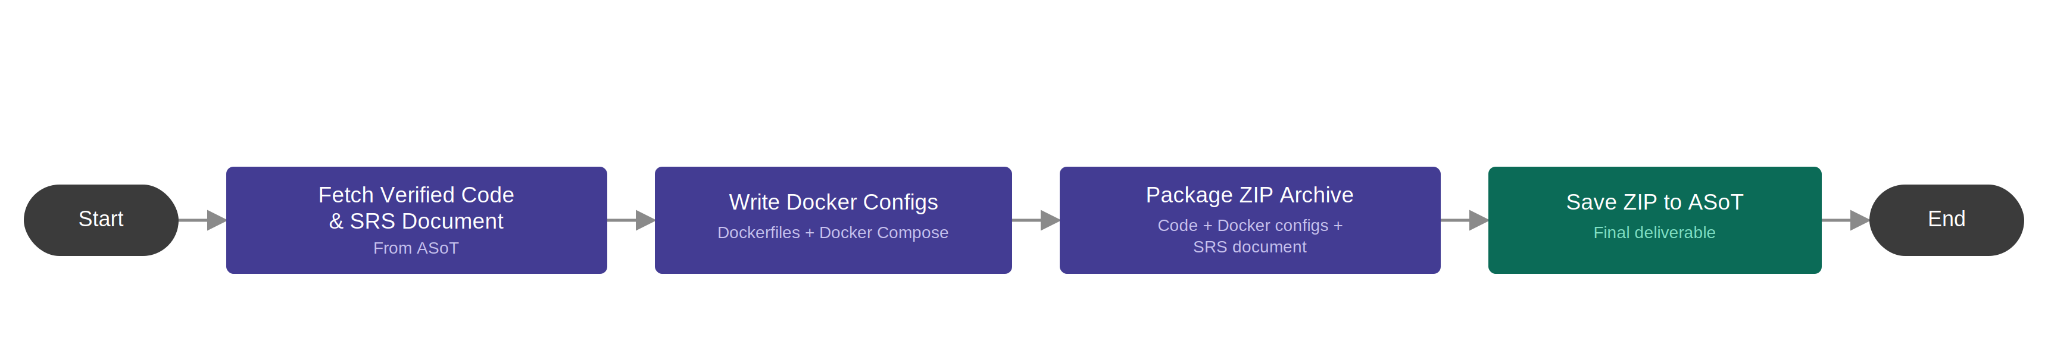 Start
Fetch Verified Code
& SRS Document
From ASoT
Write Docker Configs
Dockerfiles + Docker Compose
Package ZIP Archive
Code + Docker configs +
SRS document
Save ZIP to ASoT
Final deliverable
End